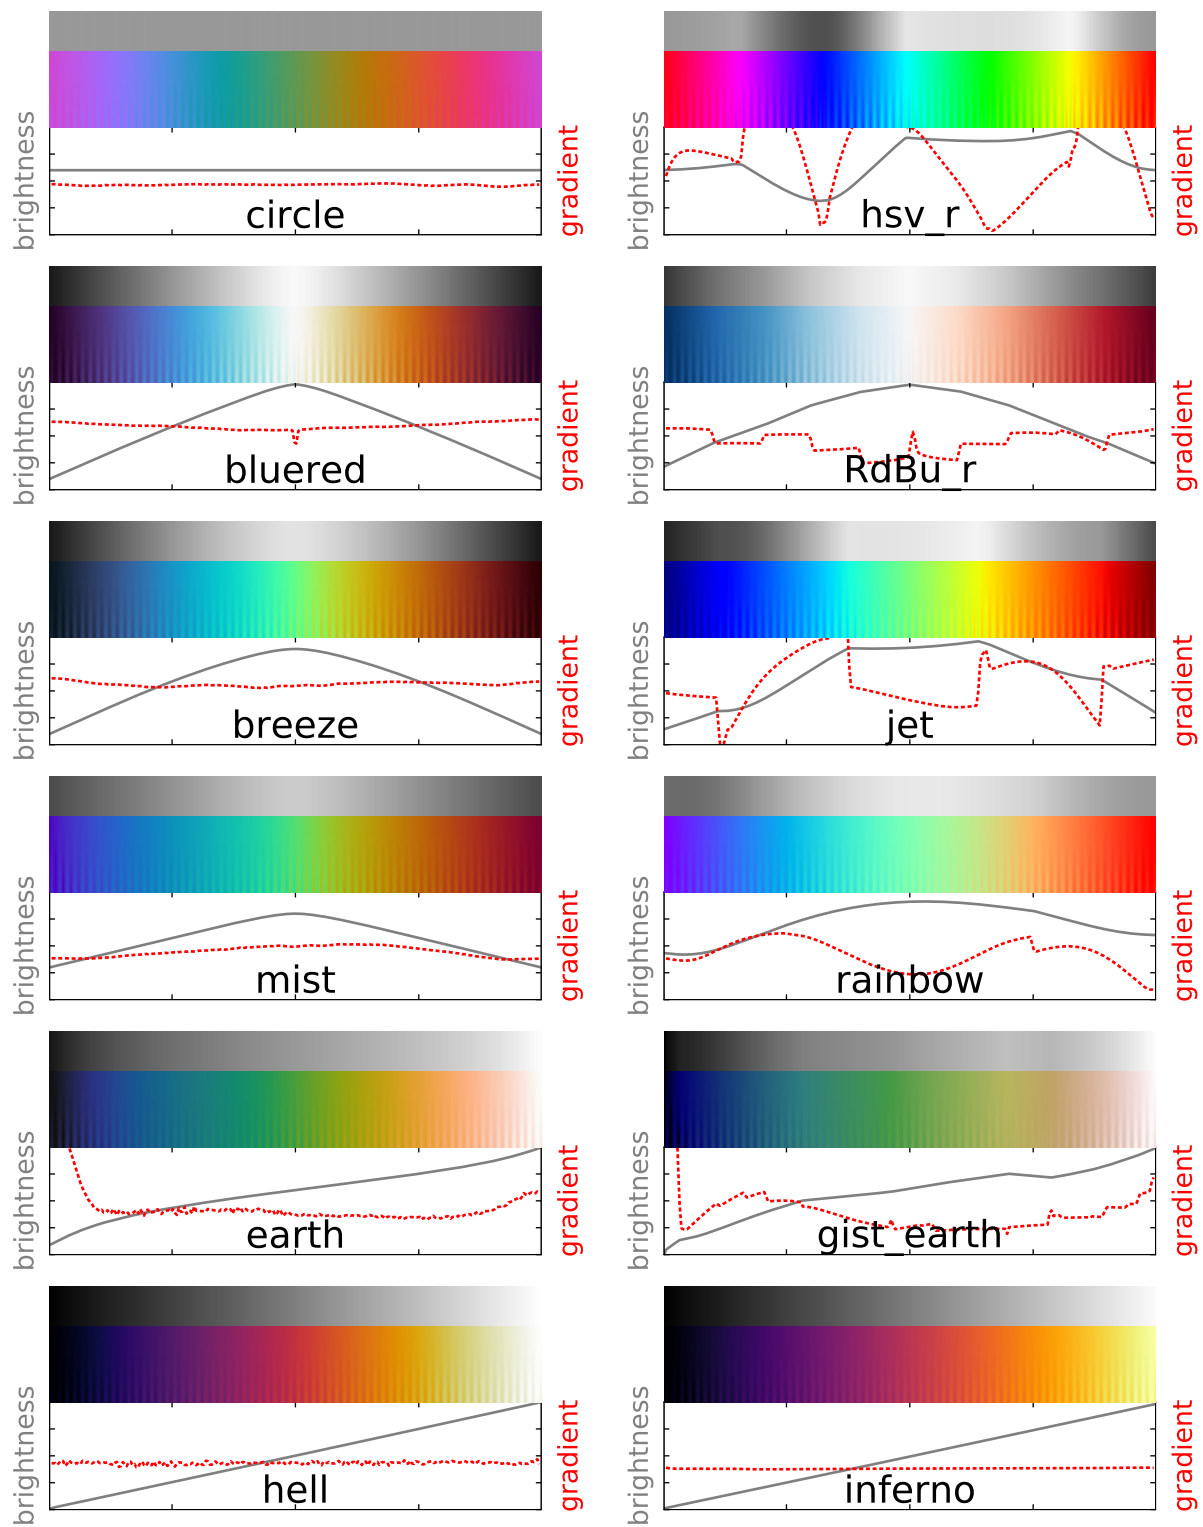 brightness
circle
gradient
brightness
hsv_r
gradient
brightness
bluered
gradient
brightness
RdBu_r
gradient
brightness
breeze
gradient
brightness
jet
gradient
brightness
mist
gradient
brightness
rainbow
gradient
brightness
earth
gradient
brightness
gist_earth
gradient
brightness
hell
gradient
brightness
inferno
gradient